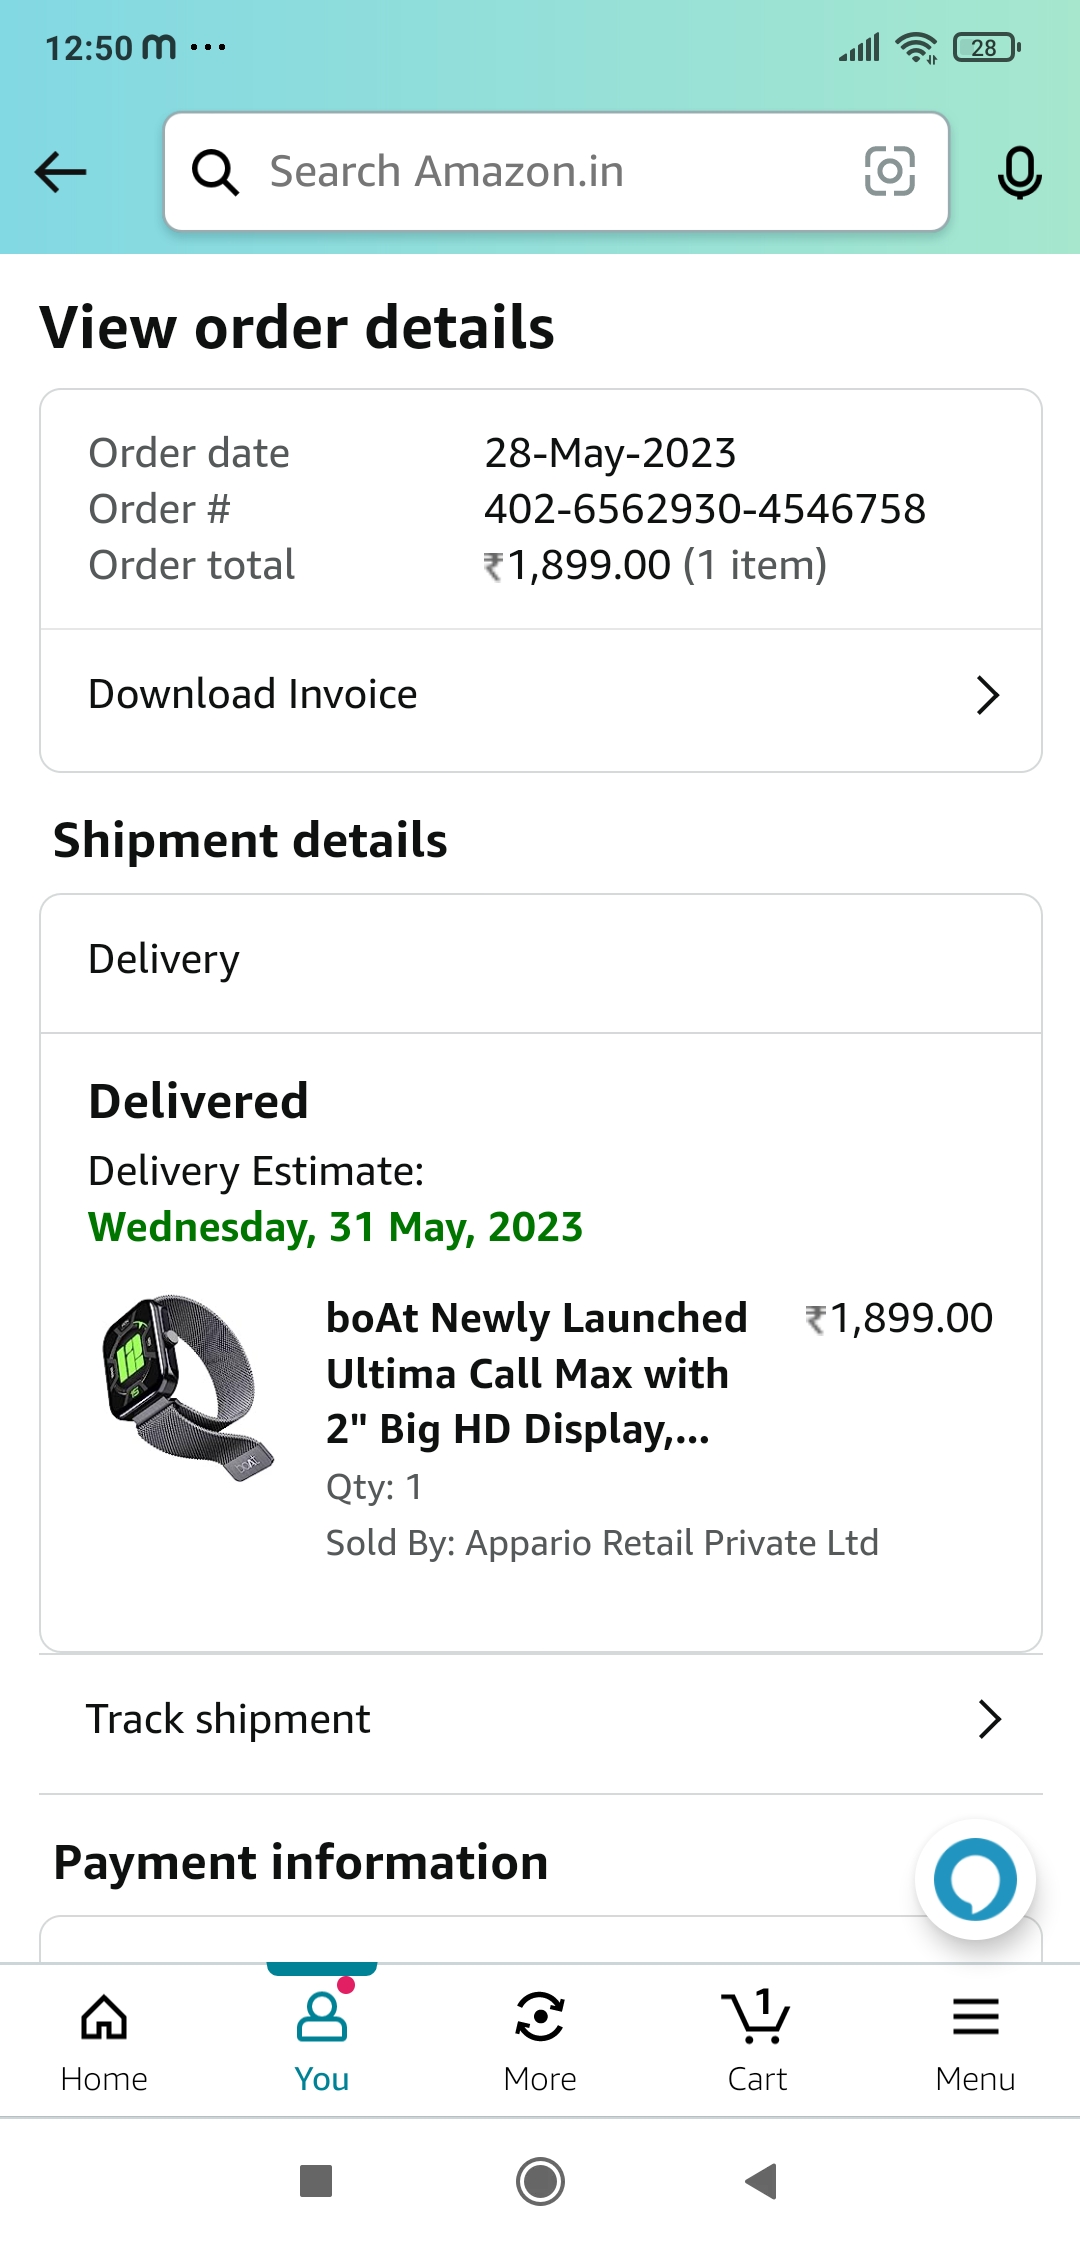 12:50 m ...
28
Search Amazon.in
View order details
Order date 28-May-2023
Order # 402-6562930-4546758
Order total ₹1,899.00 (1 item)
Download Invoice
Shipment details
Delivery
Delivered
Delivery Estimate:
Wednesday, 31 May, 2023
boAt Newly Launched ₹1,899.00
Ultima Call Max with
2" Big HD Display,...
Qty: 1
Sold By: Appario Retail Private Ltd
12
15
boAt
Track shipment
Payment information
1
Home You More Cart Menu